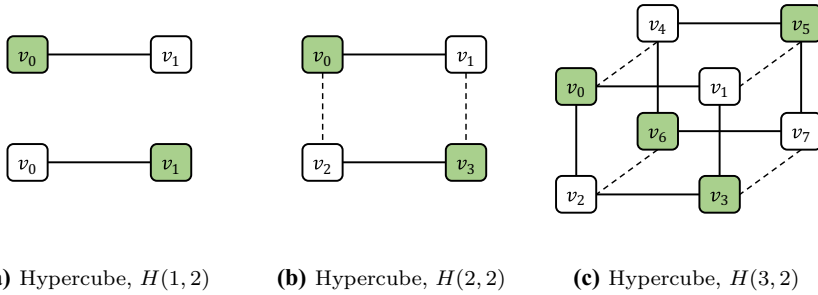 v₄ v₅
v₀ v₁ v₀ v₁ v₀ v₁
v₆ v₇
v₀ v₁ v₂ v₃ v₂ v₃
) Hypercube, H(1, 2) (b) Hypercube, H(2, 2) (c) Hypercube, H(3, 2)